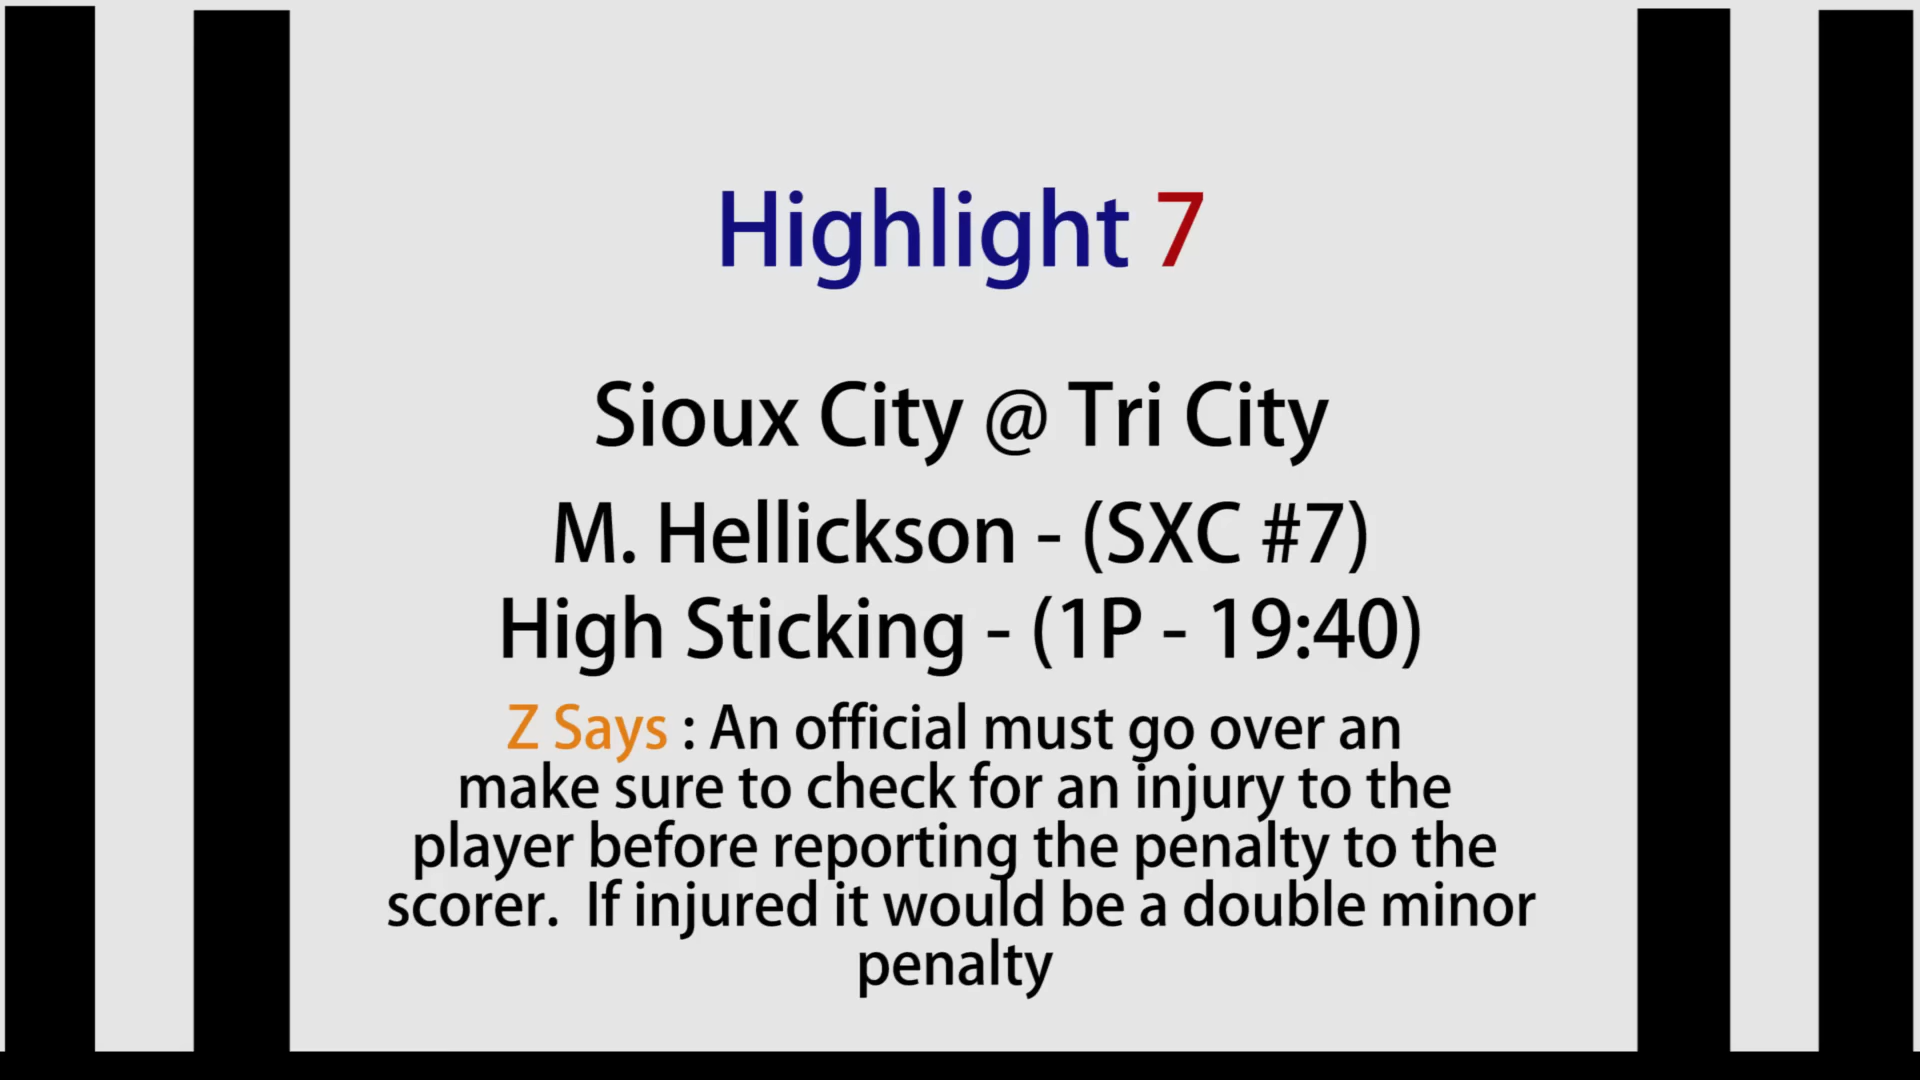 Highlight 7
Sioux City @ Tri City
M. Hellickson - (SXC #7)
High Sticking - (1P - 19:40)
Z Says : An official must go over an
make sure to check for an injury to the
player before reporting the penalty to the
scorer.  If injured it would be a double minor
penalty